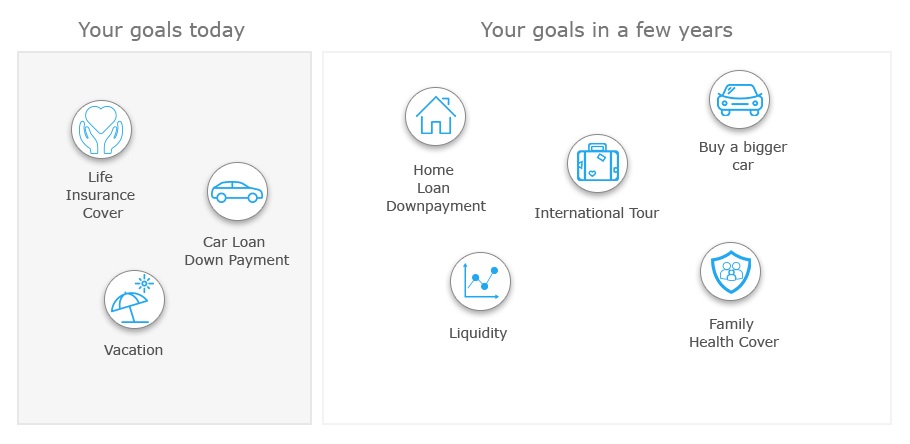 Your goals today
Your goals in a few years
Life
Insurance
Cover
Car Loan
Down Payment
Vacation
Home
Loan
Downpayment
International Tour
Buy a bigger
car
Liquidity
Family
Health Cover